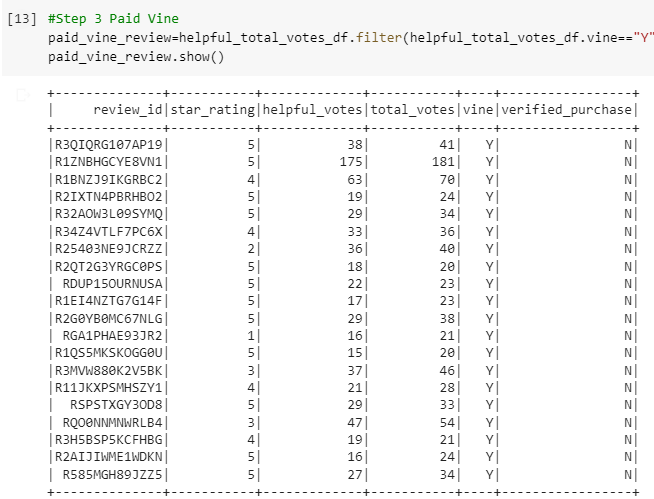 [13] #Step 3 Paid Vine
paid_vine_review=helpful_total_votes_df.filter(helpful_total_votes_df.vine=="Y"
paid_vine_review.show()
+--------------+-----------+-------------+-----------+----+-----------------+
|     review_id|star_rating|helpful_votes|total_votes|vine|verified_purchase|
+--------------+-----------+-------------+-----------+----+-----------------+
|R3QIQRG107AP19|          5|           38|         41|   Y|                N|
|R1ZNBHGCYE8VN1|          5|          175|        181|   Y|                N|
|R1BNZJ9IKGRBC2|          4|           63|         70|   Y|                N|
|R2IXTN4PBRHBO2|          5|           19|         24|   Y|                N|
|R32AOW3L09SYMQ|          5|           29|         34|   Y|                N|
|R34Z4VTLF7PC6X|          4|           33|         36|   Y|                N|
|R25403NE9JCRZZ|          2|           36|         40|   Y|                N|
|R2QT2G3YRGC0PS|          5|           18|         20|   Y|                N|
| RDUP15OURNUSA|          5|           22|         23|   Y|                N|
|R1EI4NZTG7G14F|          5|           17|         23|   Y|                N|
|R2G0YB0MC67NLG|          5|           29|         38|   Y|                N|
| RGA1PHAE93JR2|          1|           16|         21|   Y|                N|
|R1QS5MKSKOGG0U|          5|           15|         20|   Y|                N|
|R3MVW880K2V5BK|          3|           37|         46|   Y|                N|
|R11JKXPSMHSZY1|          4|           21|         28|   Y|                N|
| RSPSTXGY3OD8|          5|           29|         33|   Y|                N|
| RQO0NNMNWRLB4|          3|           47|         54|   Y|                N|
|R3H5BSP5KCFHBG|          4|           19|         21|   Y|                N|
|R2AIJIWME1WDKN|          5|           16|         24|   Y|                N|
| R585MGH89JZZ5|          5|           27|         34|   Y|                N|
+--------------+-----------+-------------+-----------+----+-----------------+